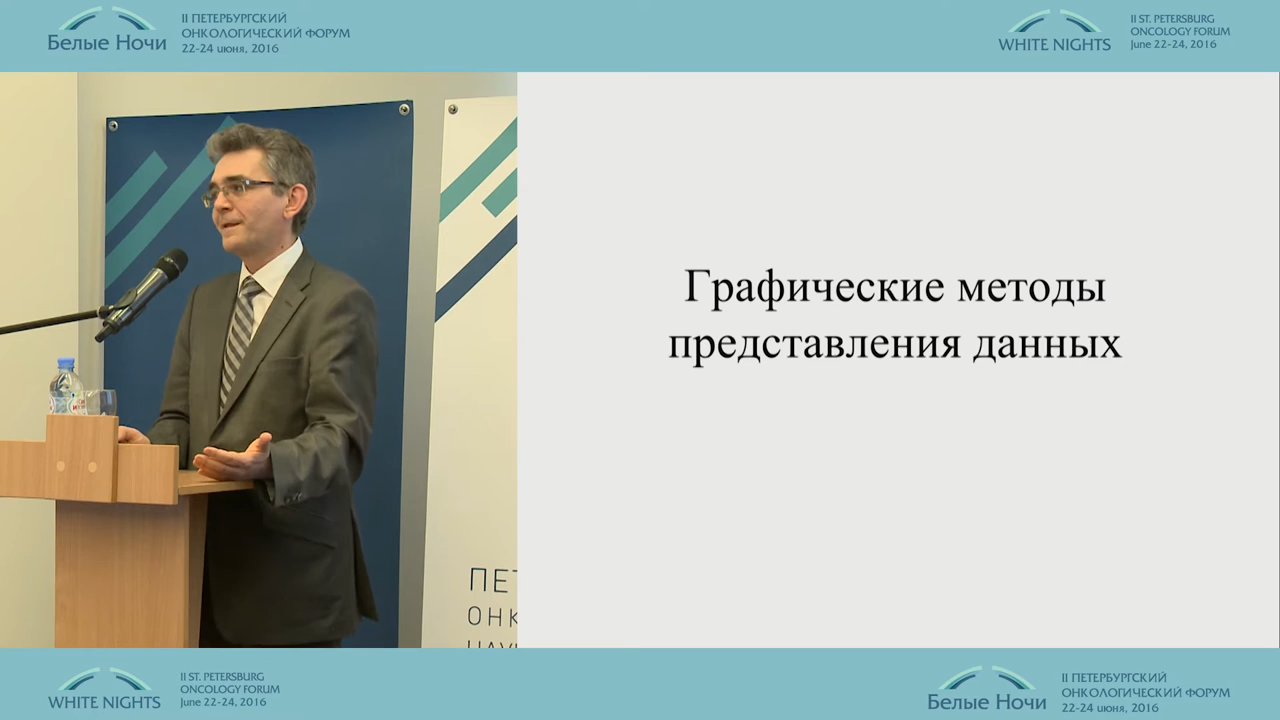 Белые Ночи
II ПЕТЕРБУРГСКИЙ
ОНКОЛОГИЧЕСКИЙ ФОРУМ
22-24 июня, 2016
WHITE NIGHTS
II ST. PETERSBURG
ONCOLOGY FORUM
June 22-24, 2016
Графические методы
представления данных
ПЕТ
ОНК
WHITE NIGHTS
II ST. PETERSBURG
ONCOLOGY FORUM
June 22-24, 2016
Белые Ночи
II ПЕТЕРБУРГСКИЙ
ОНКОЛОГИЧЕСКИЙ ФОРУМ
22-24 июня, 2016